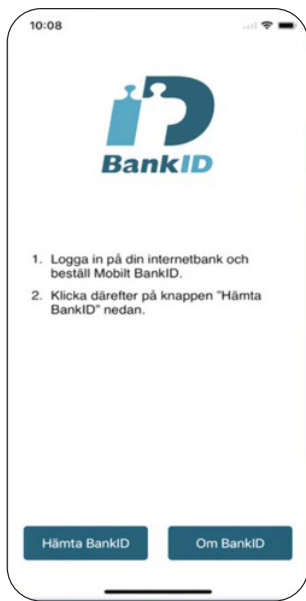 10:08
BankID
1. Logga in på din internetbank och
beställ Mobilt BankID.
2. Klicka därefter på knappen "Hämta
BankID" nedan.
Hämta BankID
Om BankID